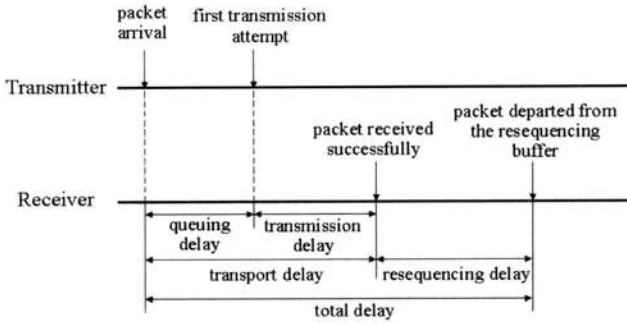 packet
arrival
first transmission
attempt
Transmitter
packet received
successfully
packet departed from
the resequencing
buffer
Receiver
queuing
delay
transmission
delay
transport delay
resequencing delay
total delay